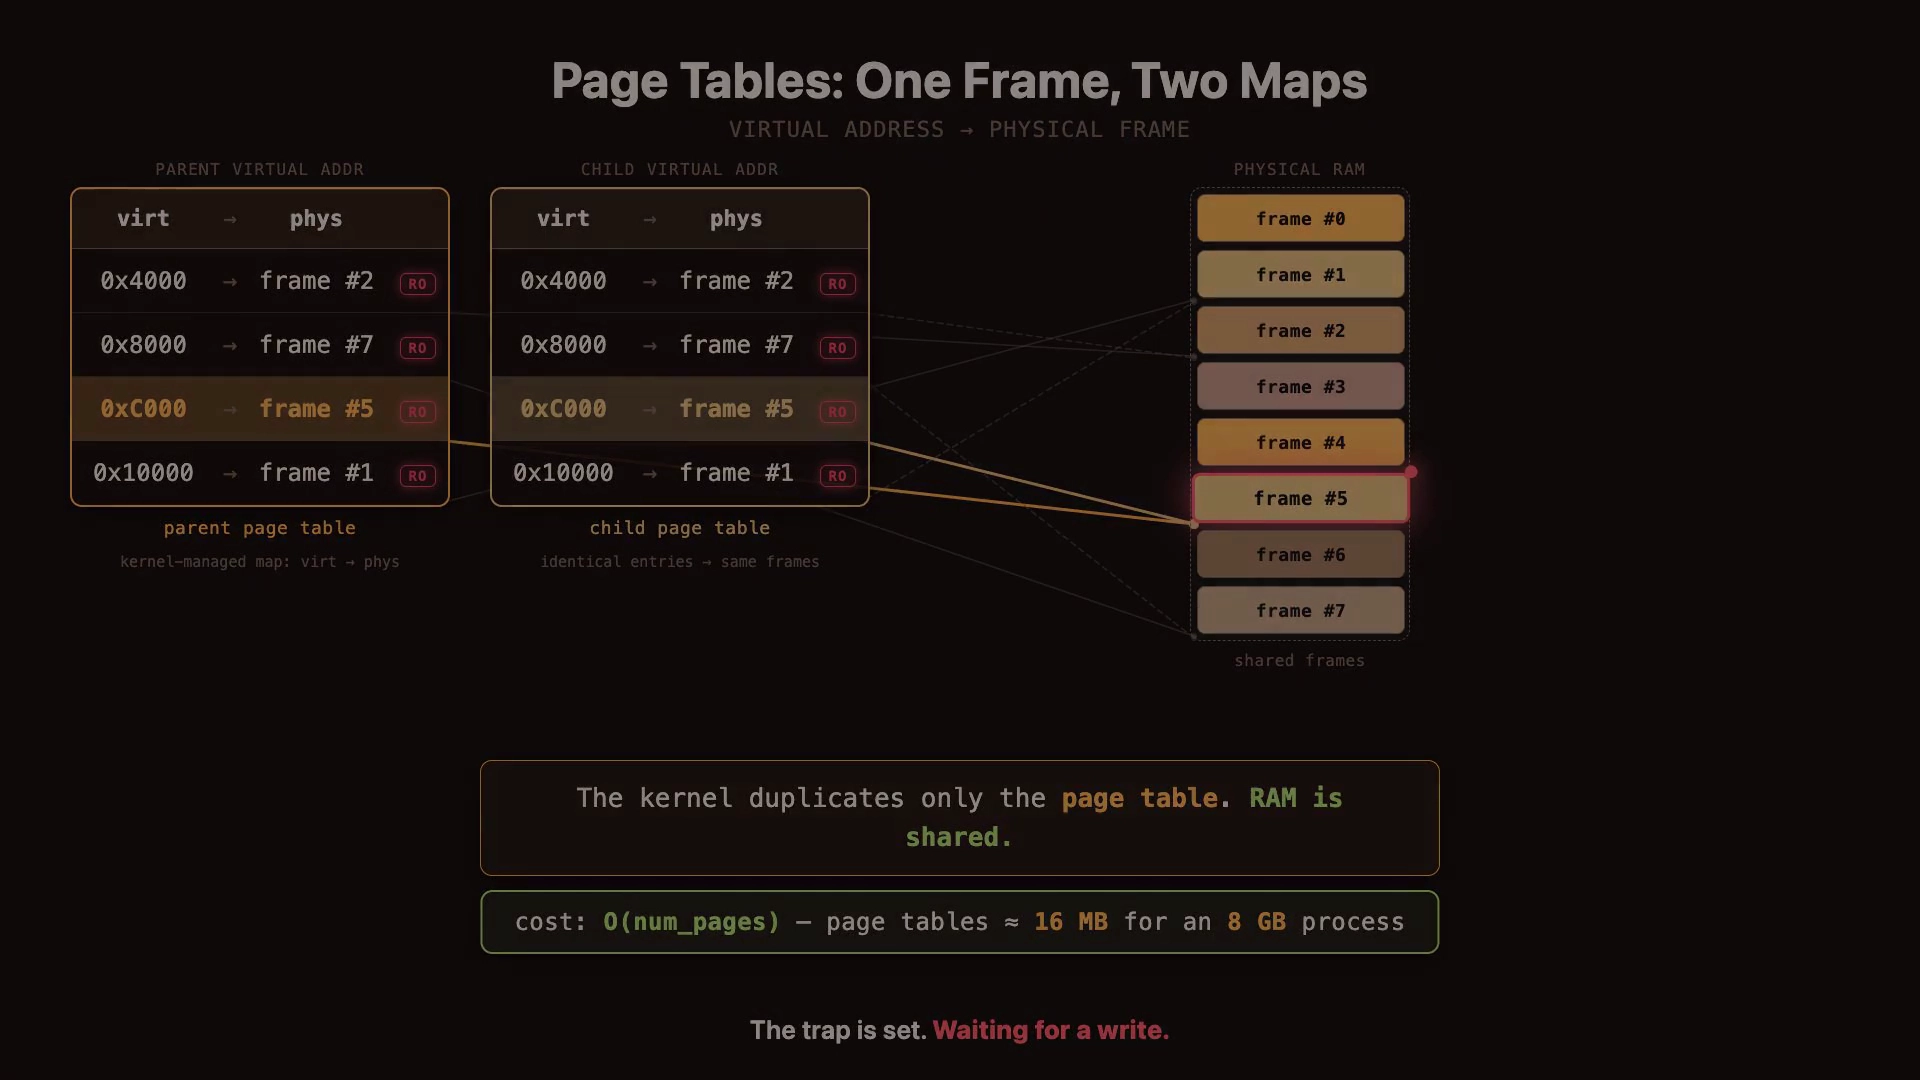 Page Tables: One Frame, Two Maps
VIRTUAL ADDRESS → PHYSICAL FRAME
PARENT VIRTUAL ADDR
virt → phys
0x4000 → frame #2 RO
0x8000 → frame #7 RO
0xC000 → frame #5 RO
0x10000 → frame #1 RO
parent page table
kernel-managed map: virt → phys
CHILD VIRTUAL ADDR
virt → phys
0x4000 → frame #2 RO
0x8000 → frame #7 RO
0xC000 → frame #5 RO
0x10000 → frame #1 RO
child page table
identical entries → same frames
PHYSICAL RAM
frame #0
frame #1
frame #2
frame #3
frame #4
frame #5
frame #6
frame #7
shared frames
The kernel duplicates only the page table. RAM is
shared.
cost: O(num_pages) — page tables ≈ 16 MB for an 8 GB process
The trap is set. Waiting for a write.